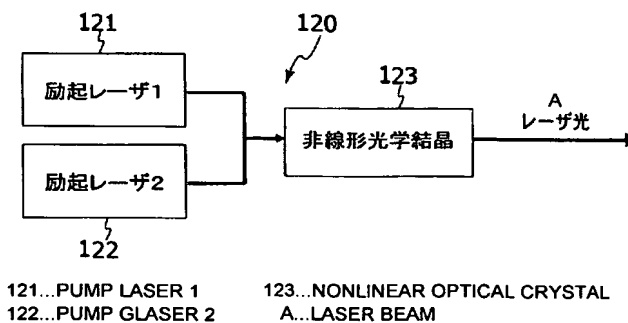 121
120
励起レーザ1
123
A
レーザ光
非線形光学結晶
励起レーザ2
122
121...PUMP LASER 1
123...NONLINEAR OPTICAL CRYSTAL
122...PUMP GLASER 2
A...LASER BEAM